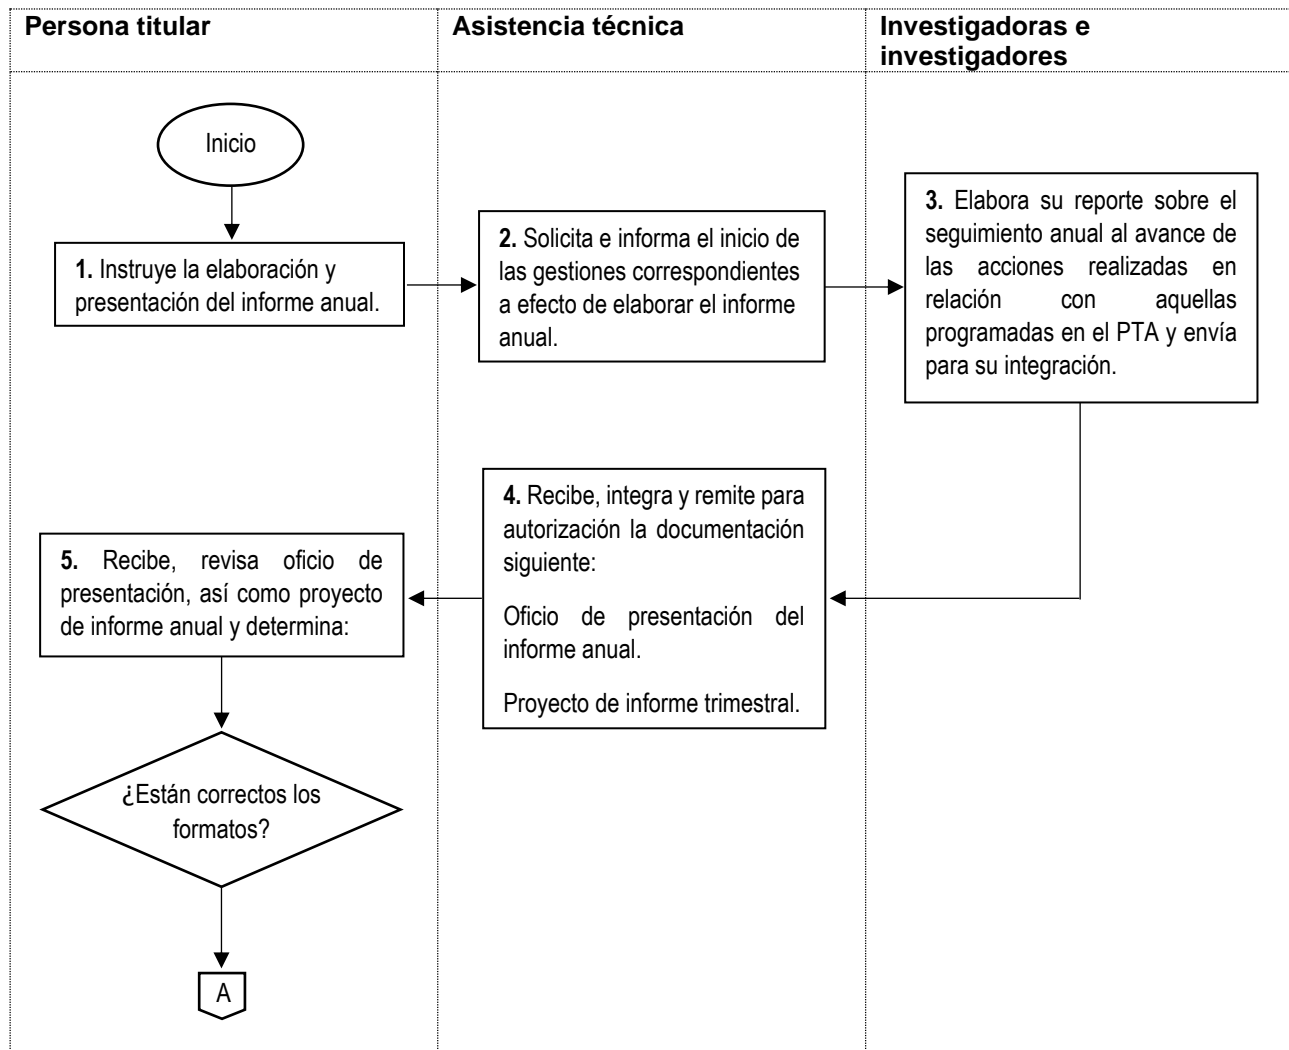 Persona titular
Asistencia técnica
Investigadoras e
investigadores
Inicio
1. Instruye la elaboración y
presentación del informe anual.
2. Solicita e informa el inicio de
las gestiones correspondientes
a efecto de elaborar el informe
anual.
3. Elabora su reporte sobre el
seguimiento anual al avance de
las acciones realizadas en
relación con aquellas
programadas en el PTA y envía
para su integración.
4. Recibe, integra y remite para
autorización la documentación
siguiente:
Oficio de presentación del
informe anual.
Proyecto de informe trimestral.
5. Recibe, revisa oficio de
presentación, así como proyecto
de informe anual y determina:
¿Están correctos los
formatos?
A